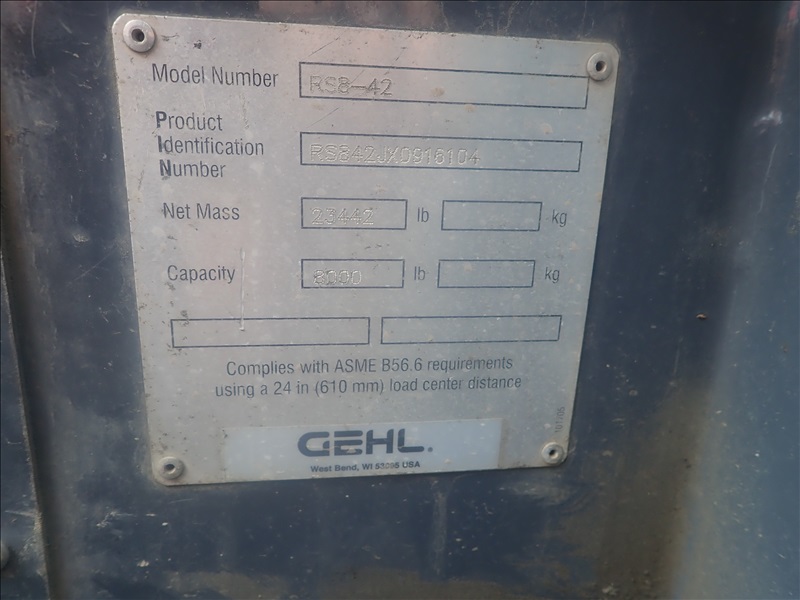 Model Number RS8-42
Product
Identification
Number RS842JX0916104
Net Mass 23442 lb kg
Capacity 8000 lb kg
Complies with ASME B56.6 requirements
using a 24 in (610 mm) load center distance
GEHL®
West Bend, WI 53095 USA